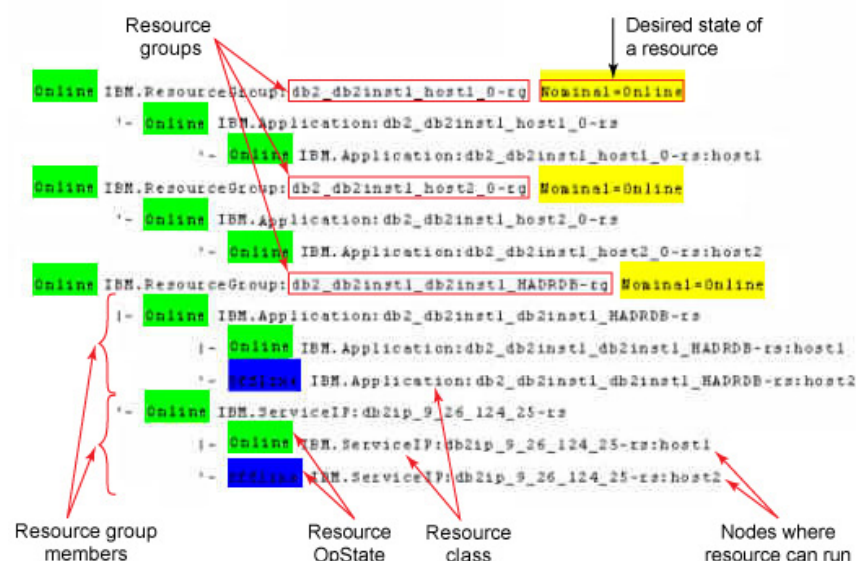 Resource groups
Desired state of a resource
Online IBM.ResourceGroup:db2_db2inst1_host1_0-rg Nominal=Online
'- Online IBM.Application:db2_db2inst1_host1_0-rs
'- Online IBM.Application:db2_db2inst1_host1_0-rs:host1
Online IBM.ResourceGroup:db2_db2inst1_host2_0-rg Nominal=Online
'- Online IBM.Application:db2_db2inst1_host2_0-rs
'- Online IBM.Application:db2_db2inst1_host2_0-rs:host2
Online IBM.ResourceGroup:db2_db2inst1_db2inst1_HADRDB-rg Nominal=Online
|- Online IBM.Application:db2_db2inst1_db2inst1_HADRDB-rs
|- Online IBM.Application:db2_db2inst1_db2inst1_HADRDB-rs:host1
'- Offline IBM.Application:db2_db2inst1_db2inst1_HADRDB-rs:host2
'- Online IBM.ServiceIP:db2ip_9_26_124_25-rs
|- Online IBM.ServiceIP:db2ip_9_26_124_25-rs:host1
'- Offline IBM.ServiceIP:db2ip_9_26_124_25-rs:host2
Resource group members
Resource OpState
Resource class
Nodes where resource can run